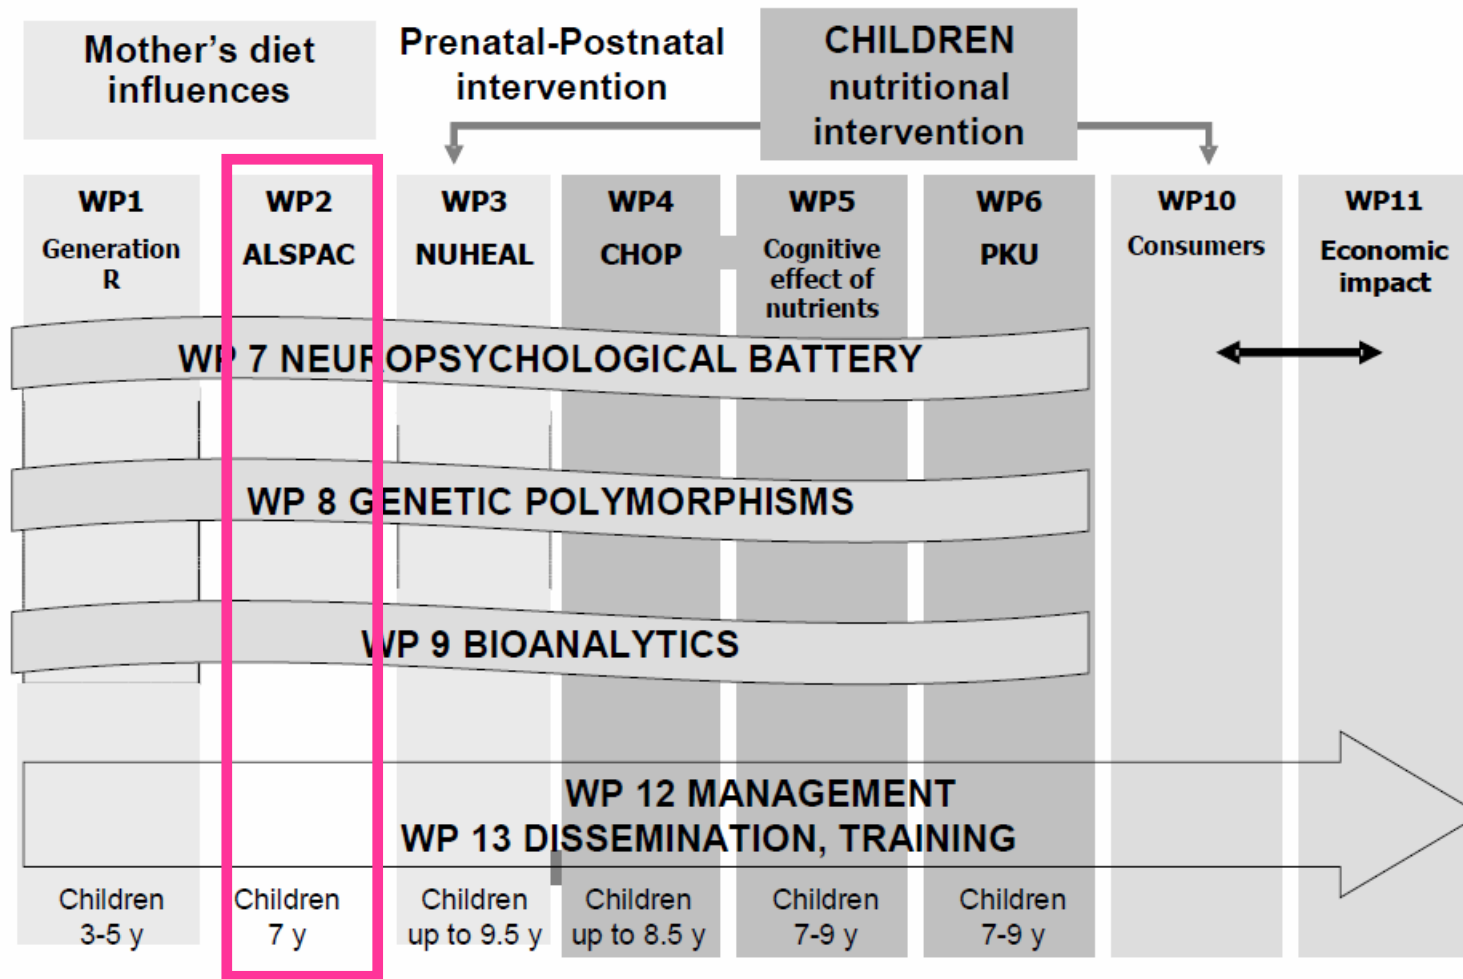 Mother's diet
influences
Prenatal-Postnatal
intervention
CHILDREN
nutritional
intervention
WP1
Generation
R
WP2
ALSPAC
WP3
NUHEAL
WP4
CHOP
WP5
Cognitive
effect of
nutrients
WP6
PKU
WP10
Consumers
WP11
Economic
impact
WP 7 NEUROPSYCHOLOGICAL BATTERY
WP 8 GENETIC POLYMORPHISMS
WP 9 BIOANALYTICS
WP 12 MANAGEMENT
WP 13 DISSEMINATION, TRAINING
Children
3-5 y
Children
7 y
Children
up to 9.5 y
Children
up to 8.5 y
Children
7-9 y
Children
7-9 y